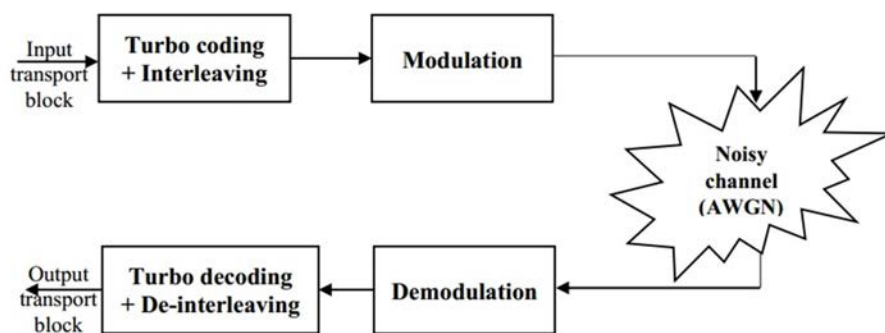 Input
transport
block
Turbo coding
+ Interleaving
Modulation
Noisy
channel
(AWGN)
Output
transport
block
Turbo decoding
+ De-interleaving
Demodulation